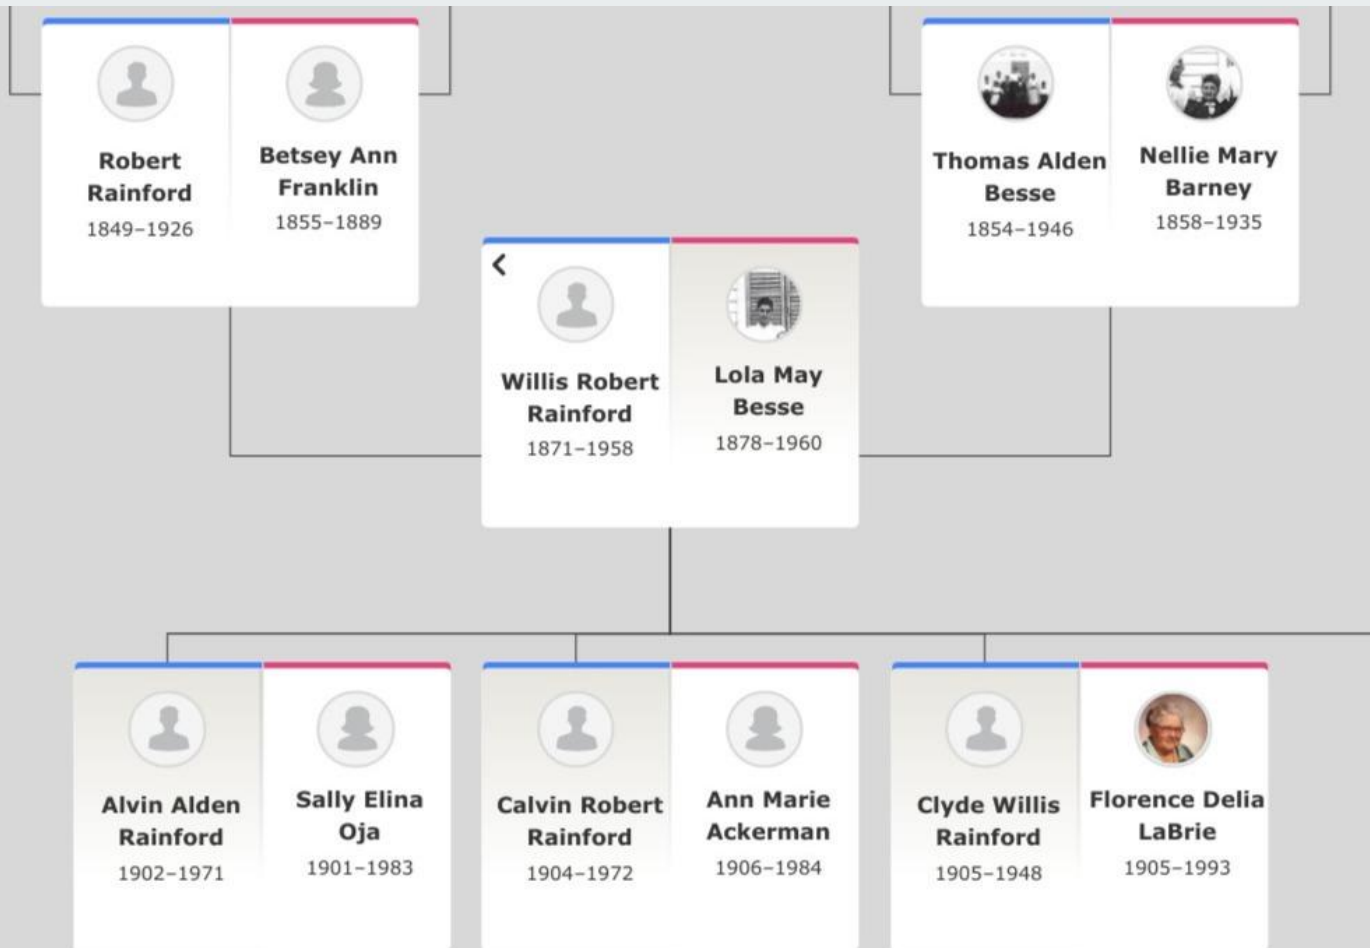 Robert
Rainford
1849–1926
Betsey Ann
Franklin
1855–1889
Thomas Alden
Besse
1854–1946
Nellie Mary
Barney
1858–1935
Willis Robert
Rainford
1871–1958
Lola May
Besse
1878–1960
Alvin Alden
Rainford
1902–1971
Sally Elina
Oja
1901–1983
Calvin Robert
Rainford
1904–1972
Ann Marie
Ackerman
1906–1984
Clyde Willis
Rainford
1905–1948
Florence Delia
LaBrie
1905–1993